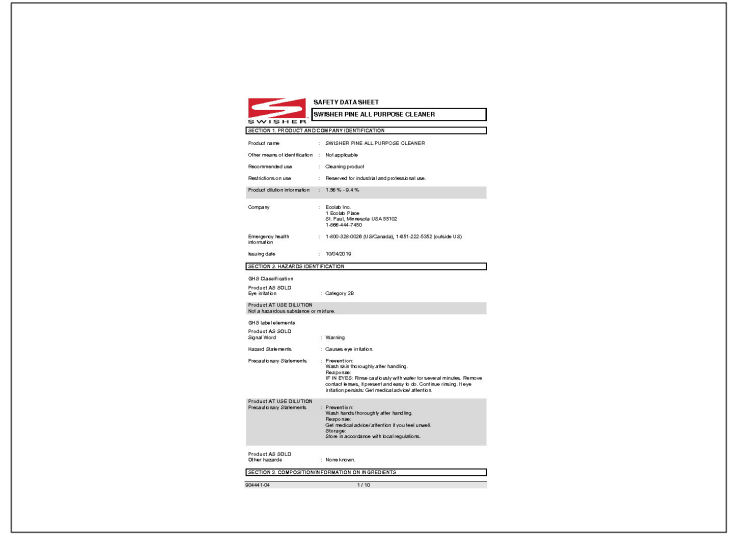 SAFETY DATA SHEET
SWISHER PINE ALL PURPOSE CLEANER
SWISHER
SECTION 1. PRODUCT AND COMPANY IDENTIFICATION
Product name : SWISHER PINE ALL PURPOSE CLEANER
Other means of identification : Not applicable
Recommended use : Cleaning product
Restrictions on use : Reserved for industrial and professional use.
Product dilution information : 1.56 % - 9.4 %
Company : Ecolab Inc.
1 Ecolab Place
St. Paul, Minnesota USA 55102
1-866-444-7450
Emergency health : 1-800-328-0026 (US/Canada), 1-651-222-5352 (outside US)
information
Issuing date : 10/04/2019
SECTION 2. HAZARDS IDENTIFICATION
GHS Classification
Product AS SOLD
Eye irritation : Category 2B
Product AT USE DILUTION
Not a hazardous substance or mixture.
GHS label elements
Product AS SOLD
Signal Word : Warning
Hazard Statements : Causes eye irritation.
Precautionary Statements : Prevention:
Wash skin thoroughly after handling.
Response:
IF IN EYES: Rinse cautiously with water for several minutes. Remove
contact lenses, if present and easy to do. Continue rinsing. If eye
irritation persists: Get medical advice/ attention.
Product AT USE DILUTION
Precautionary Statements : Prevention:
Wash hands thoroughly after handling.
Response:
Get medical advice/ attention if you feel unwell.
Storage:
Store in accordance with local regulations.
Product AS SOLD
Other hazards : None known.
SECTION 3. COMPOSITION/INFORMATION ON INGREDIENTS
904441-04 1 / 10